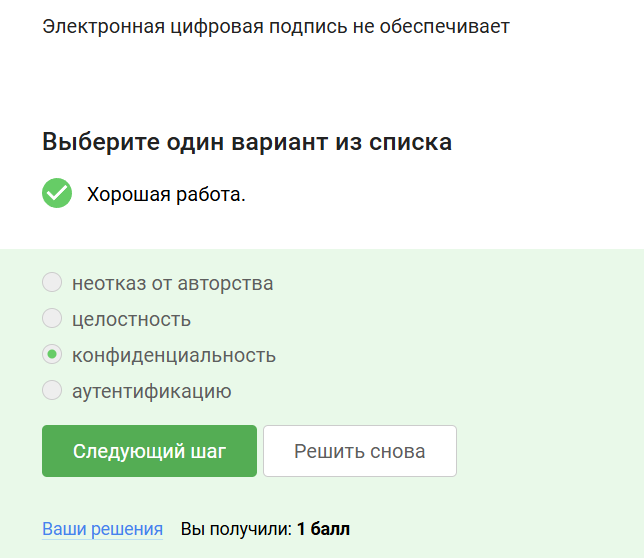 Электронная цифровая подпись не обеспечивает
Выберите один вариант из списка
Хорошая работа.
неотказ от авторства
целостность
конфиденциальность
аутентификацию
Следующий шаг
Решить снова
Ваши решения Вы получили: 1 балл